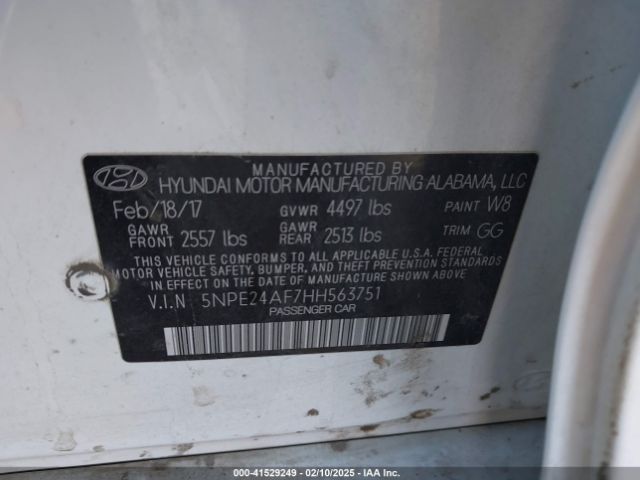 MANUFACTURED BY
HYUNDAI MOTOR MANUFACTURING ALABAMA, LLC
Feb/18/17 GVWR 4497 lbs PAINT W8
GAWR FRONT 2557 lbs GAWR REAR 2513 lbs TRIM GG
THIS VEHICLE CONFORMS TO ALL APPLICABLE U.S.A. FEDERAL
MOTOR VEHICLE SAFETY, BUMPER, AND THEFT PREVENTION
STANDARDS IN EFFECT ON THE DATE OF MANUFACTURE SHOWN
ABOVE.
V.I.N 5NPE24AF7HH563751
PASSENGER CAR
000-41529249 - 02/10/2025 - IAA Inc.